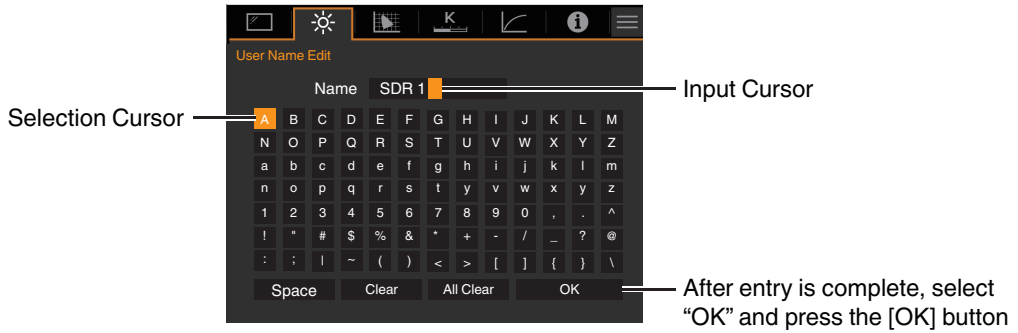 K
User Name Edit
Name SDR 1
Input Cursor
Selection Cursor
A B C D E F G H I J K L M
N O P Q R S T U V W X Y Z
a b c d e f g h i j k l m
n o p q r s t y v w x y z
1 2 3 4 5 6 7 8 9 0 , . ^
! " # $ % & * + - / _ ? @
: ; | ~ ( ) < > [ ] { } \
Space Clear All Clear OK
After entry is complete, select
“OK” and press the [OK] button